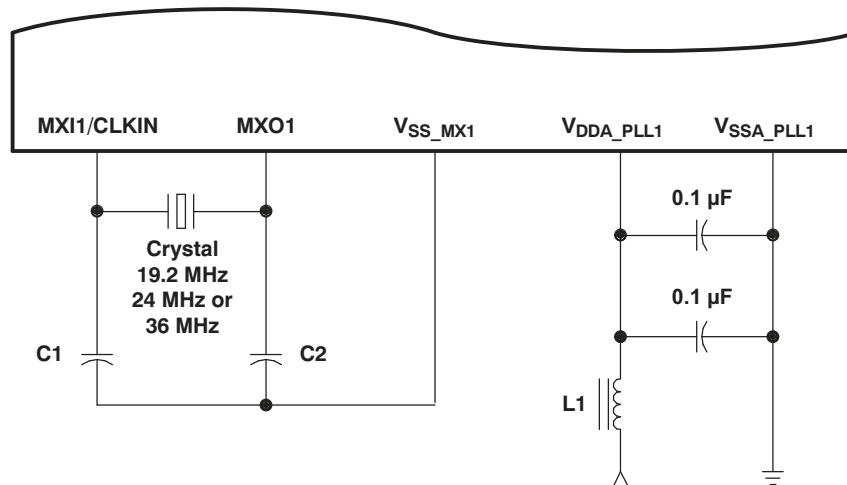 MXI1/CLKIN MXO1 VSS_MX1 VDDA_PLL1 VSSA_PLL1
0.1 µF
Crystal
19.2 MHz
24 MHz or
36 MHz
0.1 µF
C1 C2
L1